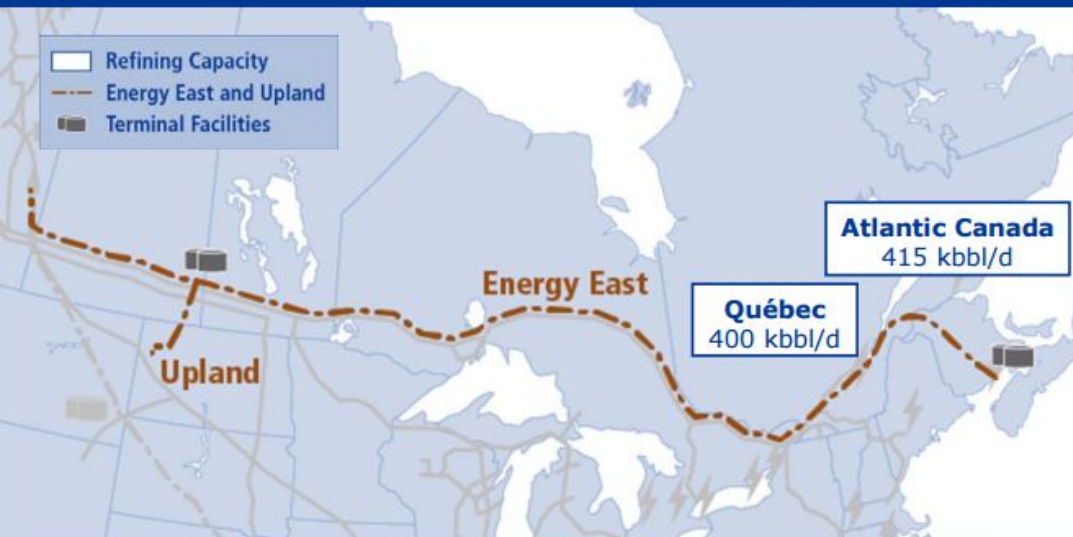 Refining Capacity
Energy East and Upland
Terminal Facilities
Atlantic Canada
415 kbbl/d
Energy East
Québec
400 kbbl/d
Upland